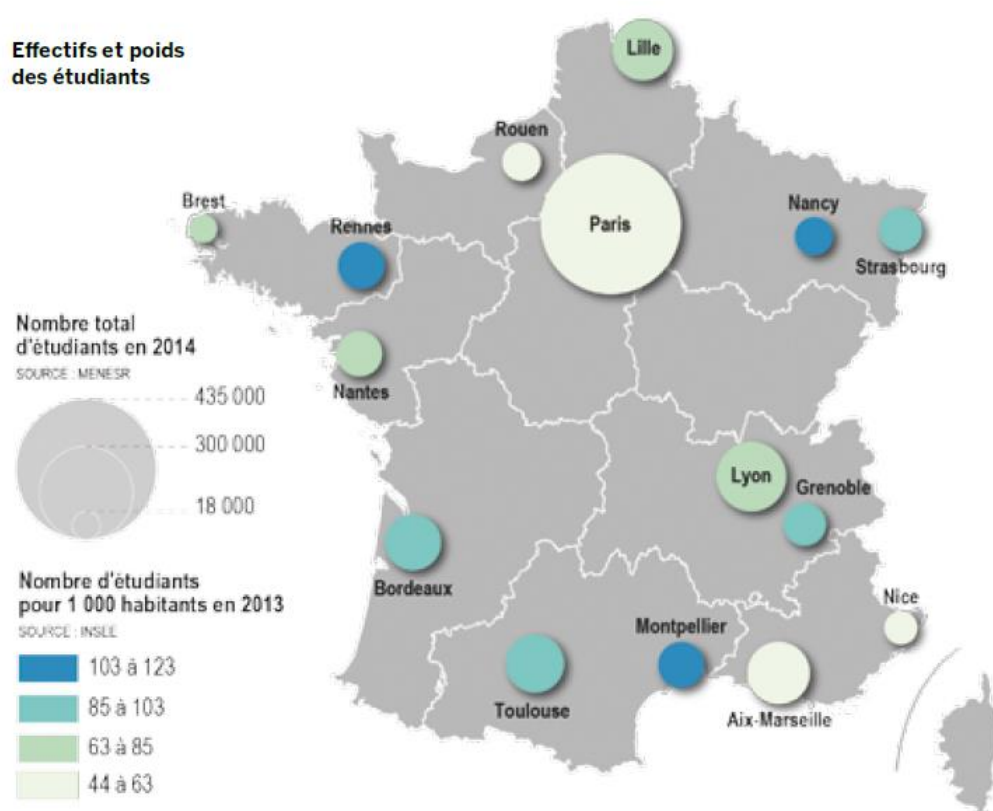 Effectifs et poids
des étudiants
Lille
Rouen
Brest
Rennes
Paris
Nancy
Strasbourg
Nombre total
d'étudiants en 2014
SOURCE : MENESR
Nantes
435 000
300 000
18 000
Lyon
Grenoble
Bordeaux
Nombre d'étudiants
pour 1 000 habitants en 2013
SOURCE : INSEE
Nice
Montpellier
103 à 123
85 à 103
Toulouse
Aix-Marseille
63 à 85
44 à 63